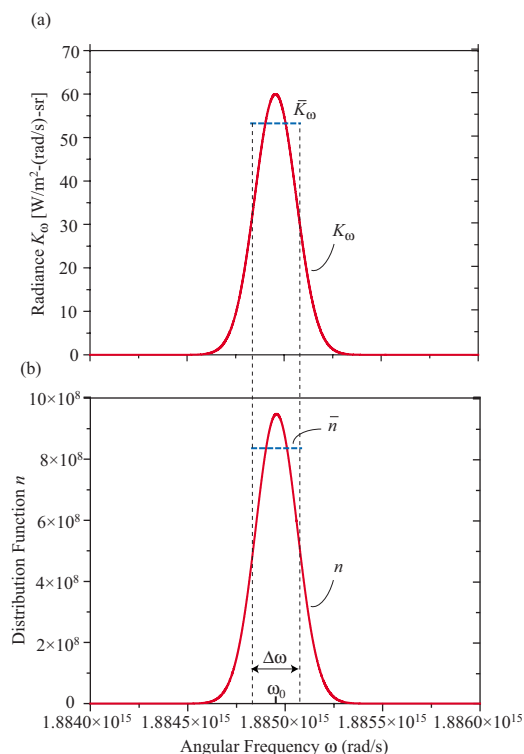 (a)
70
60
50
40
30
20
10
0
Radiance Kω [W/m²-(rad/s)-sr]
K̄ω
Kω
(b)
10×10⁸
8×10⁸
6×10⁸
4×10⁸
2×10⁸
0
Distribution Function n
n̄
n
Δω
ω₀
1.8840×10¹⁵ 1.8845×10¹⁵ 1.8850×10¹⁵ 1.8855×10¹⁵ 1.8860×10¹⁵
Angular Frequency ω (rad/s)